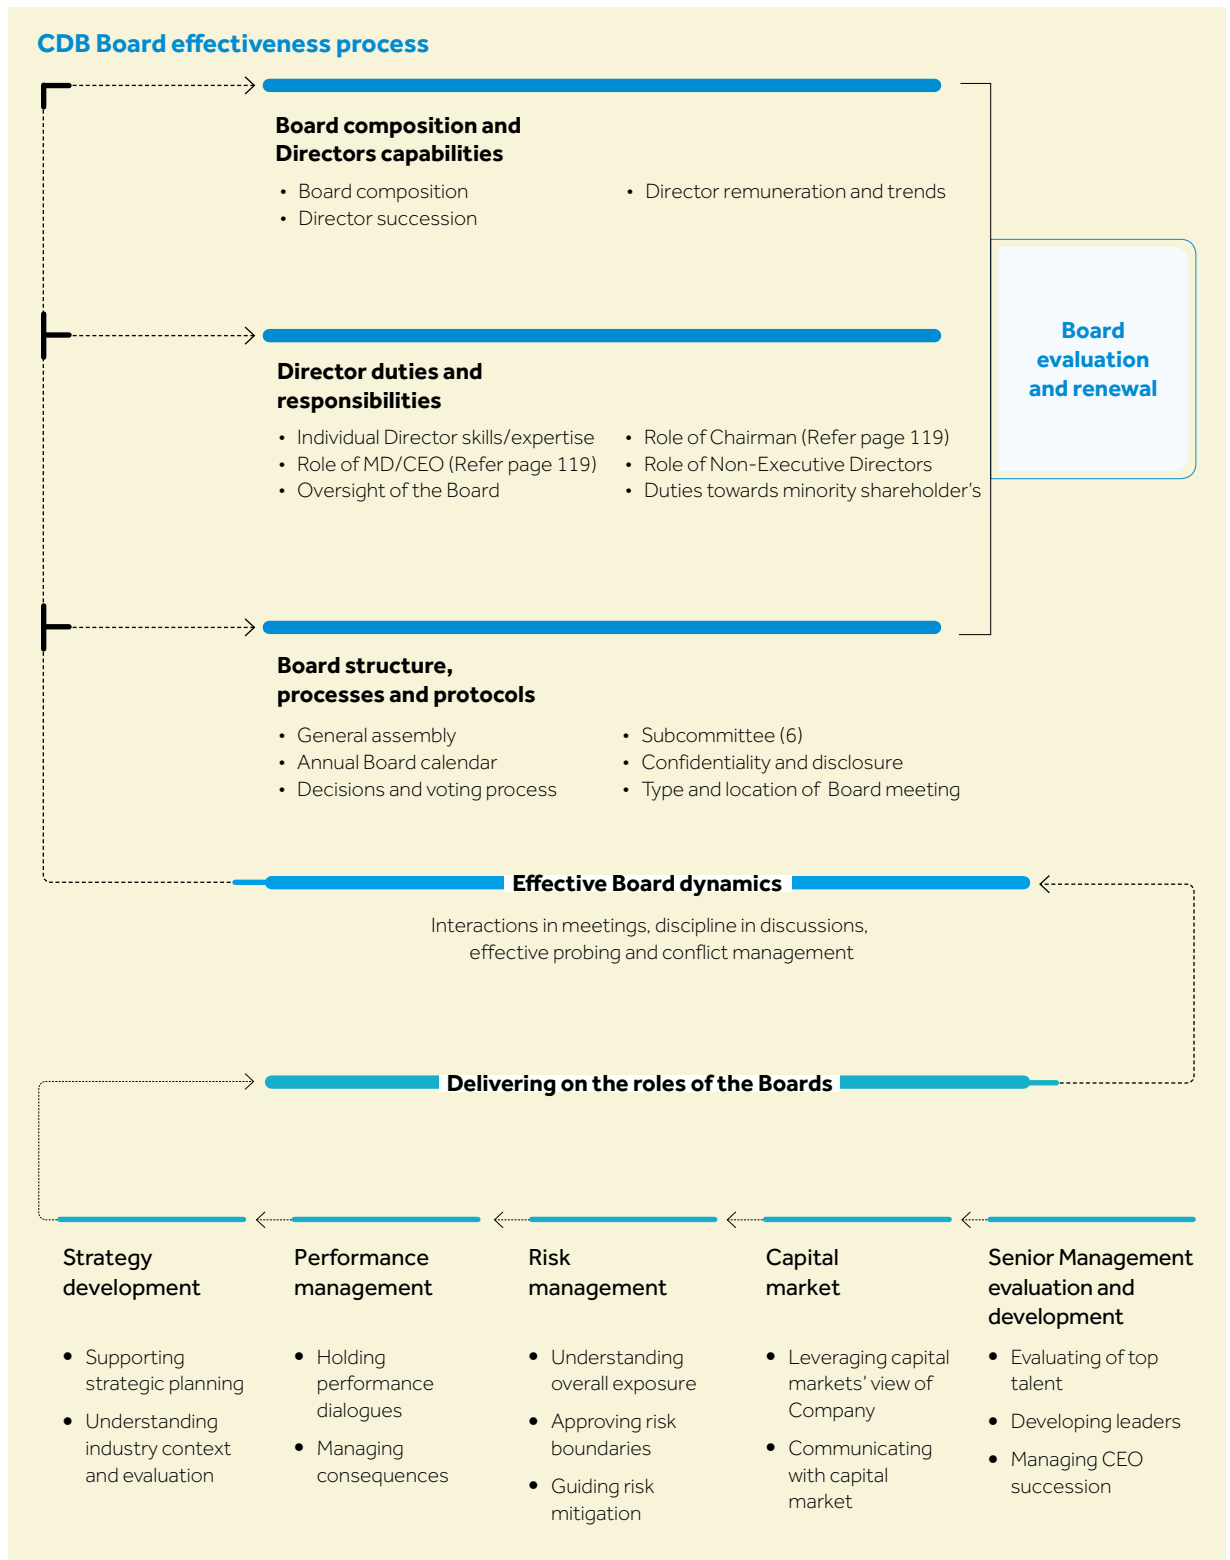 CDB Board effectiveness process
Board composition and
Directors capabilities
• Board composition
• Director succession
• Director remuneration and trends
Board
evaluation
and renewal
Director duties and
responsibilities
• Individual Director skills/expertise
• Role of MD/CEO (Refer page 119)
• Oversight of the Board
• Role of Chairman (Refer page 119)
• Role of Non-Executive Directors
• Duties towards minority shareholder's
Board structure,
processes and protocols
• General assembly
• Annual Board calendar
• Decisions and voting process
• Subcommittee (6)
• Confidentiality and disclosure
• Type and location of Board meeting
Effective Board dynamics
Interactions in meetings, discipline in discussions,
effective probing and conflict management
Delivering on the roles of the Boards
Strategy
development
• Supporting
strategic planning
• Understanding
industry context
and evaluation
Performance
management
• Holding
performance
dialogues
• Managing
consequences
Risk
management
• Understanding
overall exposure
• Approving risk
boundaries
• Guiding risk
mitigation
Capital
market
• Leveraging capital
markets' view of
Company
• Communicating
with capital
market
Senior Management
evaluation and
development
• Evaluating of top
talent
• Developing leaders
• Managing CEO
succession